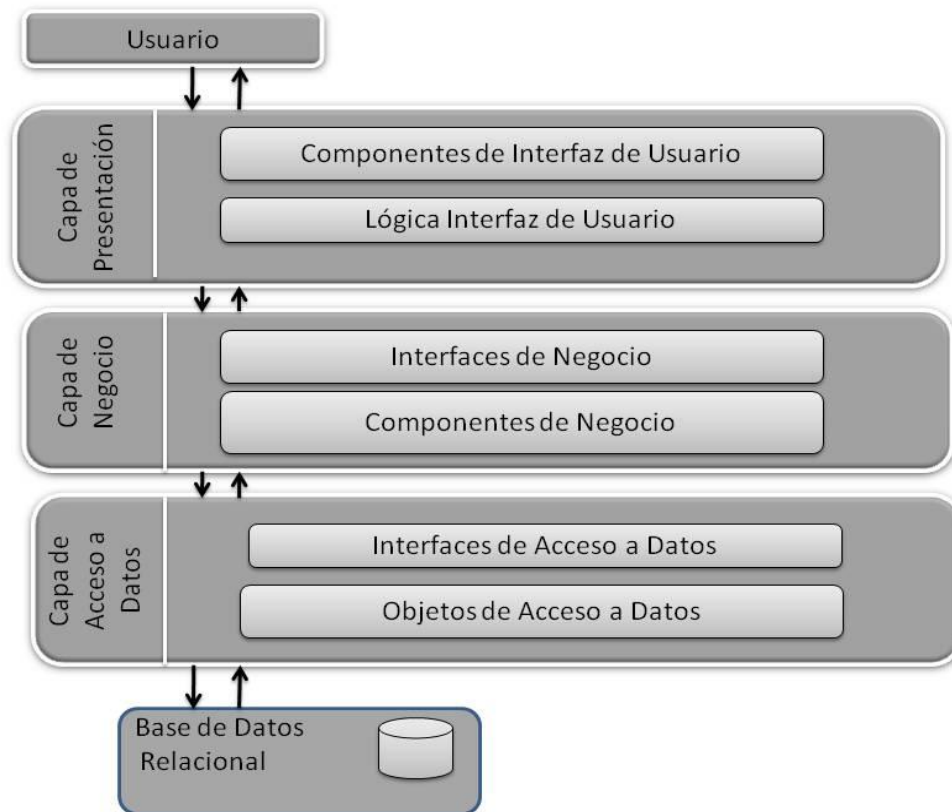 Usuario
Capa de
Presentación
Componentes de Interfaz de Usuario
Lógica Interfaz de Usuario
Capa de
Negocio
Interfaces de Negocio
Componentes de Negocio
Capa de
Acceso a
Datos
Interfaces de Acceso a Datos
Objetos de Acceso a Datos
Base de Datos
Relacional